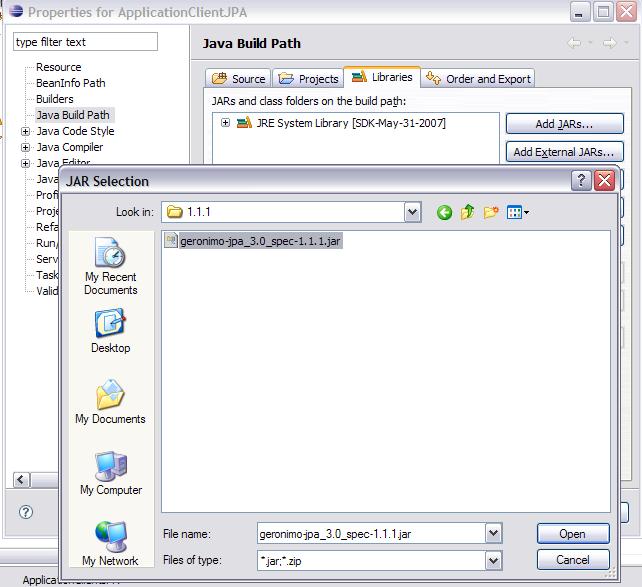 Properties for ApplicationClientJPA
type filter text
Resource
BeanInfo Path
Builders
Java Build Path
Java Code Style
Java Compiler
Java Editor
Java Build Path
Source
Projects
Libraries
Order and Export
JARs and class folders on the build path:
JRE System Library [SDK-May-31-2007]
Add JARs...
Add External JARs...
Java
Profi
Proje
Refa
Run/
Serv
Task
Valid
JAR Selection
Look in:
1.1.1
geronimo-jpa_3.0_spec-1.1.1.jar
My Recent
Documents
Desktop
My Documents
My Computer
My Network
File name:
geronimo-jpa_3.0_spec-1.1.1.jar
Open
Files of type:
*.jar;*.zip
Cancel